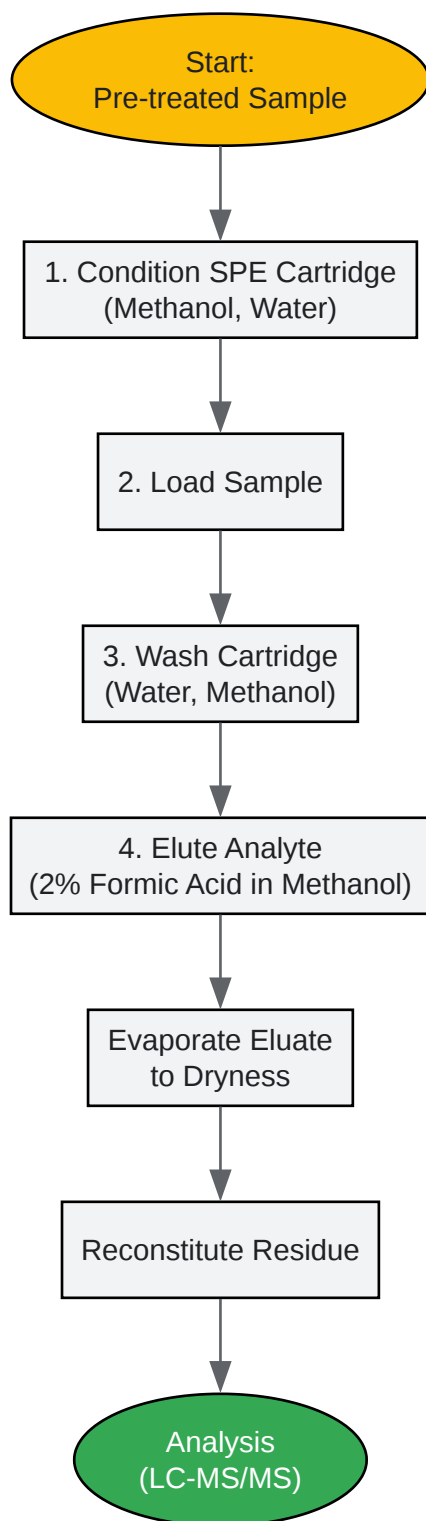 Start:
Pre-treated Sample
1. Condition SPE Cartridge
(Methanol, Water)
2. Load Sample
3. Wash Cartridge
(Water, Methanol)
4. Elute Analyte
(2% Formic Acid in Methanol)
Evaporate Eluate
to Dryness
Reconstitute Residue
Analysis
(LC-MS/MS)